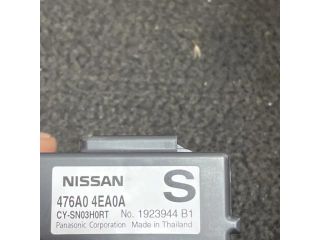 NISSAN S
476A0 4EA0A
CY-SN03H0RT No. 1923944 B1
Panasonic Corporation Made in Thailand